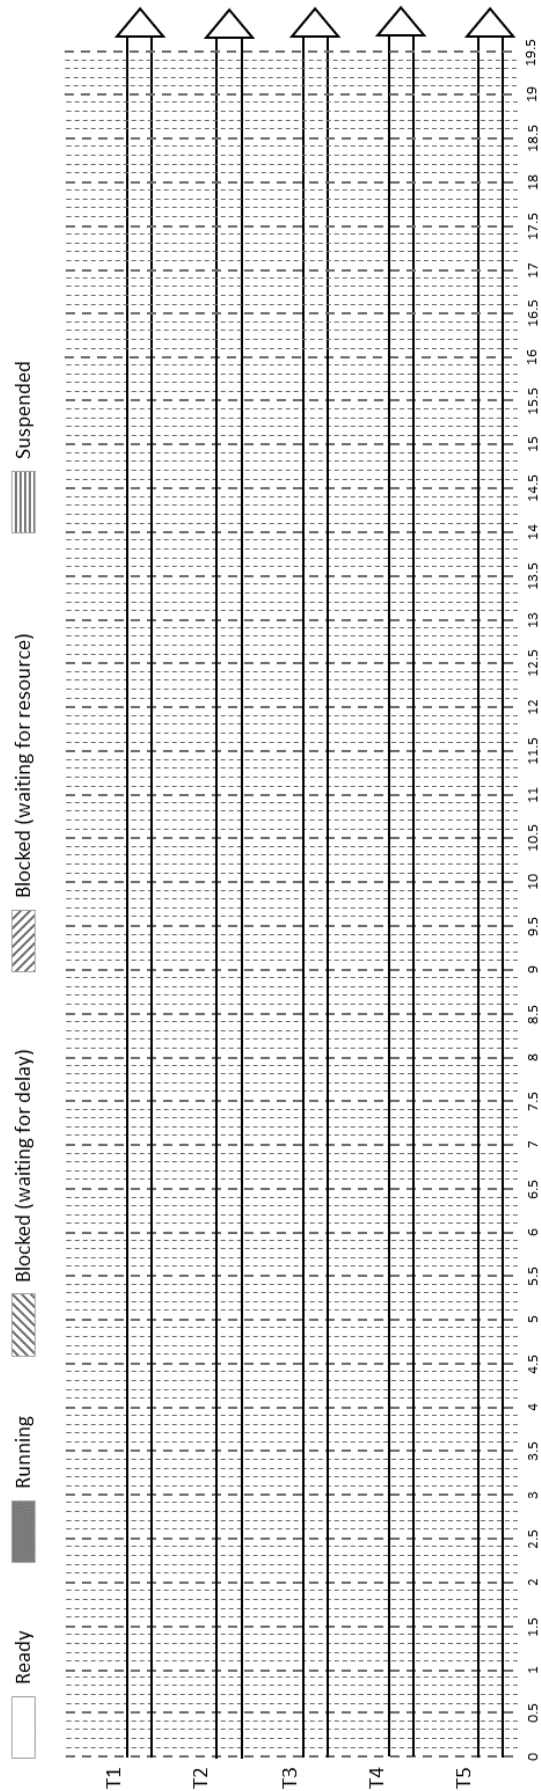 Ready Running Blocked (waiting for delay) Blocked (waiting for resource) Suspended
T1
T2
T3
T4
T5
0 0.5 1 1.5 2 2.5 3 3.5 4 4.5 5 5.5 6 6.5 7 7.5 8 8.5 9 9.5 10 10.5 11 11.5 12 12.5 13 13.5 14 14.5 15 15.5 16 16.5 17 17.5 18 18.5 19 19.5